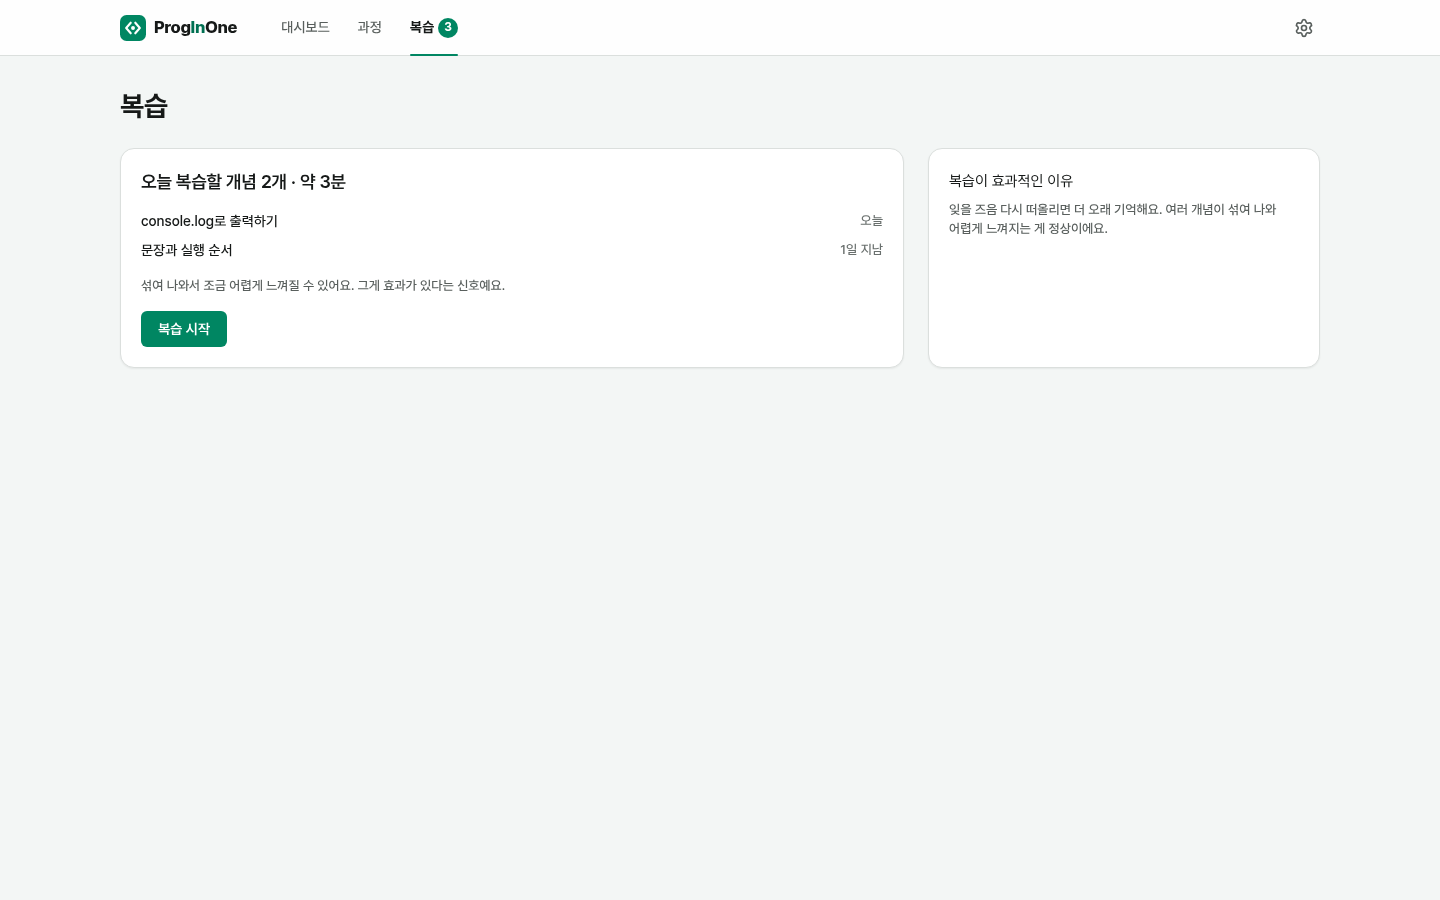 ProgInOne
대시보드
과정
복습 3
복습
오늘 복습할 개념 2개 · 약 3분
console.log로 출력하기
오늘
문장과 실행 순서
1일 지남
섞여 나와서 조금 어렵게 느껴질 수 있어요. 그게 효과가 있다는 신호예요.
복습 시작
복습이 효과적인 이유
잊을 즈음 다시 떠올리면 더 오래 기억해요. 여러 개념이 섞여 나와
어렵게 느껴지는 게 정상이에요.